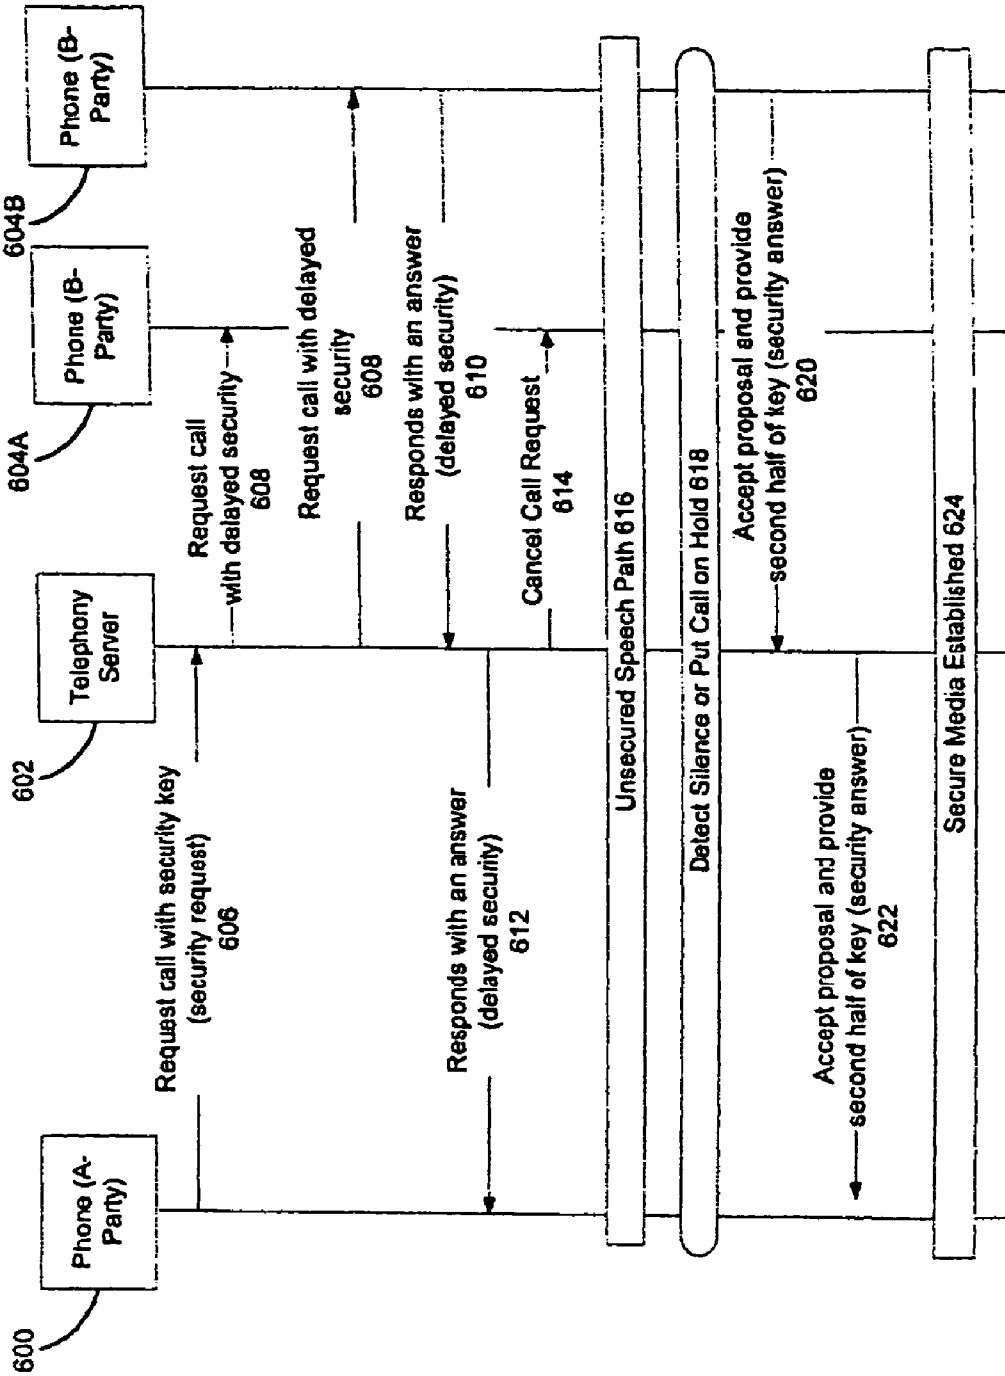 600
Phone (A-
Party)
602
Telephony
Server
604A
Phone (B-
Party)
604B
Phone (B-
Party)
Request call with security key
(security request)
606
Request call
with delayed security
608
Request call with delayed
security
608
Responds with an answer
(delayed security)
610
Responds with an answer
(delayed security)
612
Cancel Call Request
614
Unsecured Speech Path 616
Detect Silence or Put Call on Hold 618
Accept proposal and provide
second half of key (security answer)
620
Accept proposal and provide
second half of key (security answer)
622
Secure Media Established 624